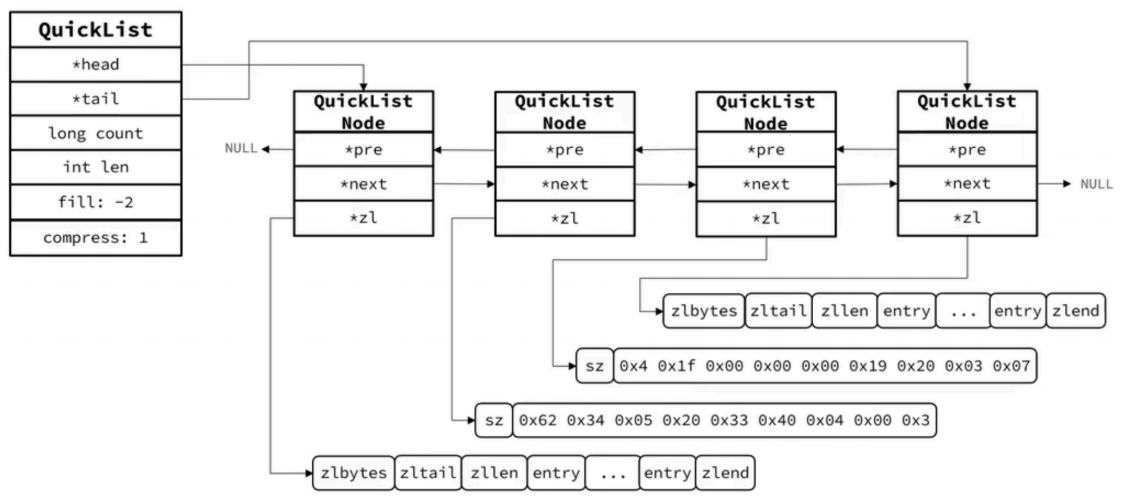 QuickList
*head
*tail
long count
int len
fill: -2
compress: 1
NULL
QuickList
Node
*pre
*next
*zl
QuickList
Node
*pre
*next
*zl
QuickList
Node
*pre
*next
*zl
QuickList
Node
*pre
*next
*zl
NULL
zlbytes zltail zllen entry ... entry zlend
sz 0x4 0x1f 0x00 0x00 0x00 0x19 0x20 0x03 0x07
sz 0x62 0x34 0x05 0x20 0x33 0x40 0x04 0x00 0x3
zlbytes zltail zllen entry ... entry zlend